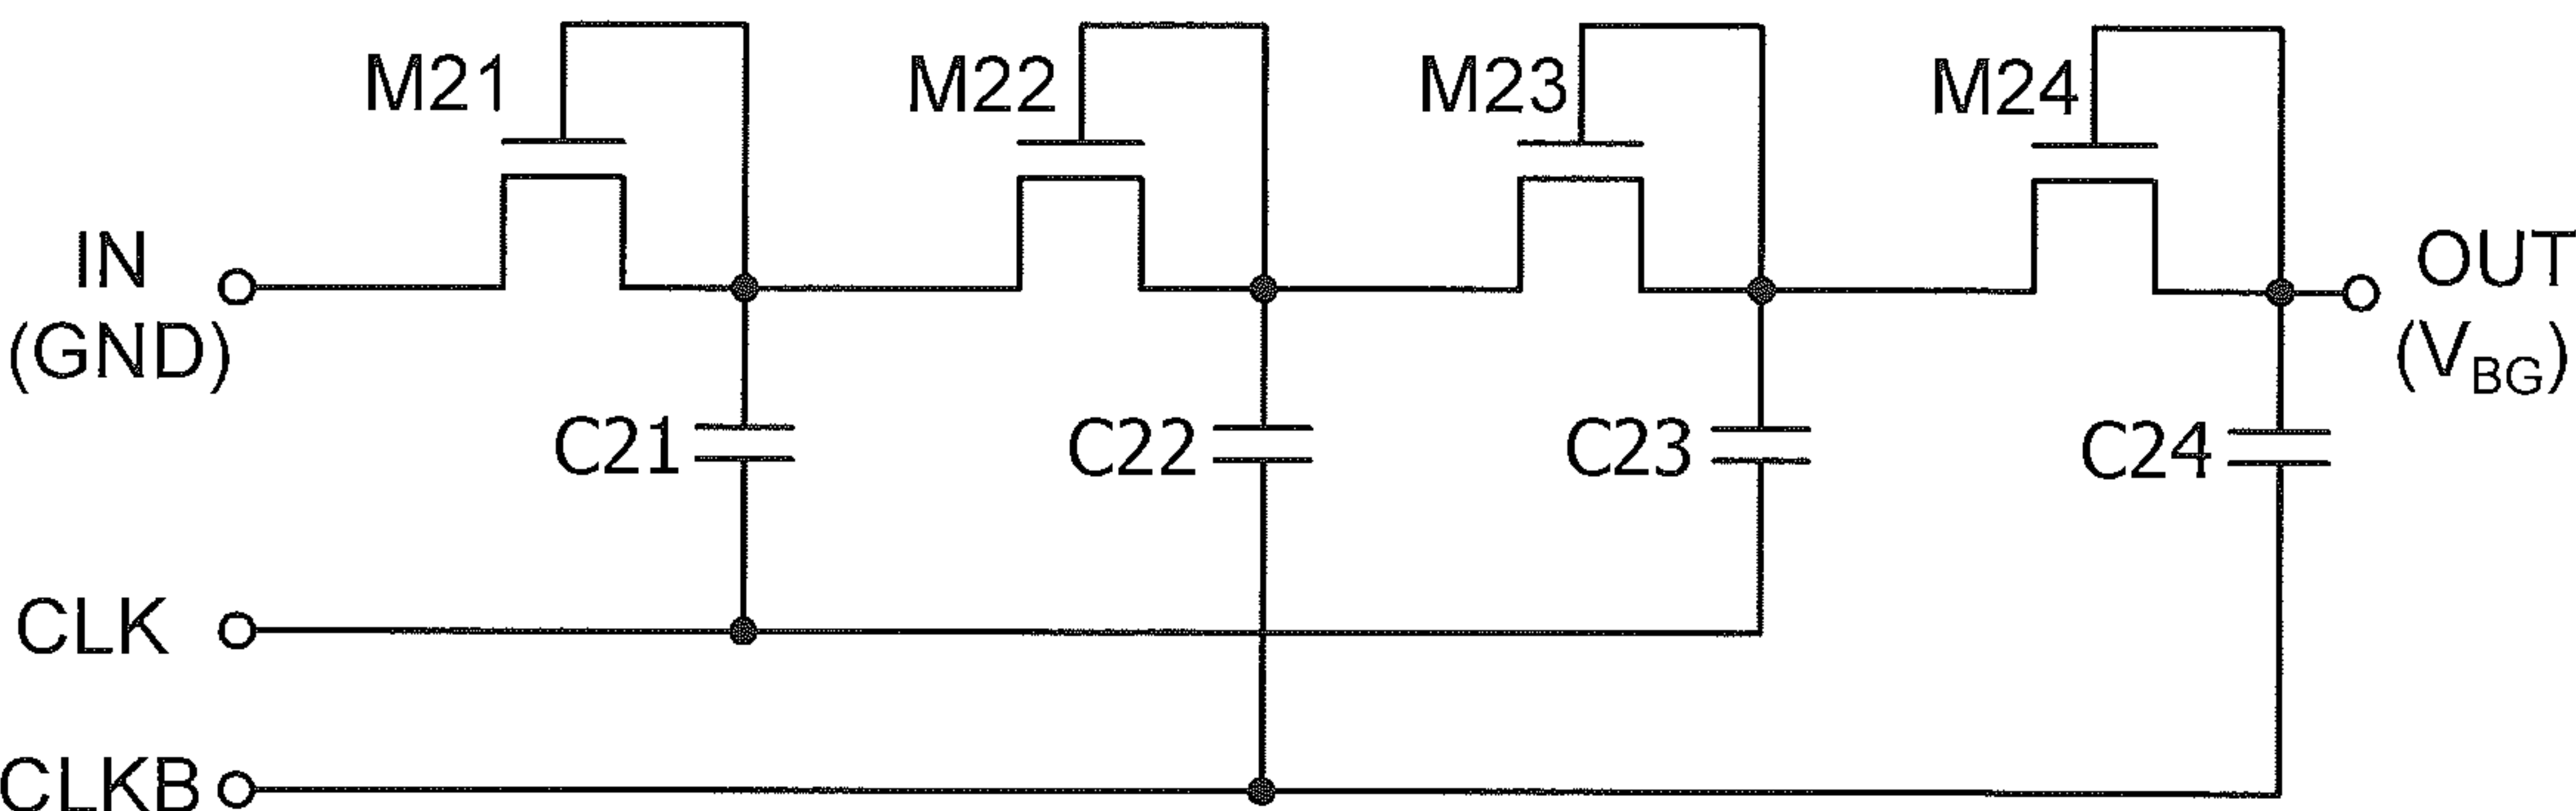 M21
M22
M23
M24
IN
(GND)
OUT
(VBG)
C21
C22
C23
C24
CLK
CLKB